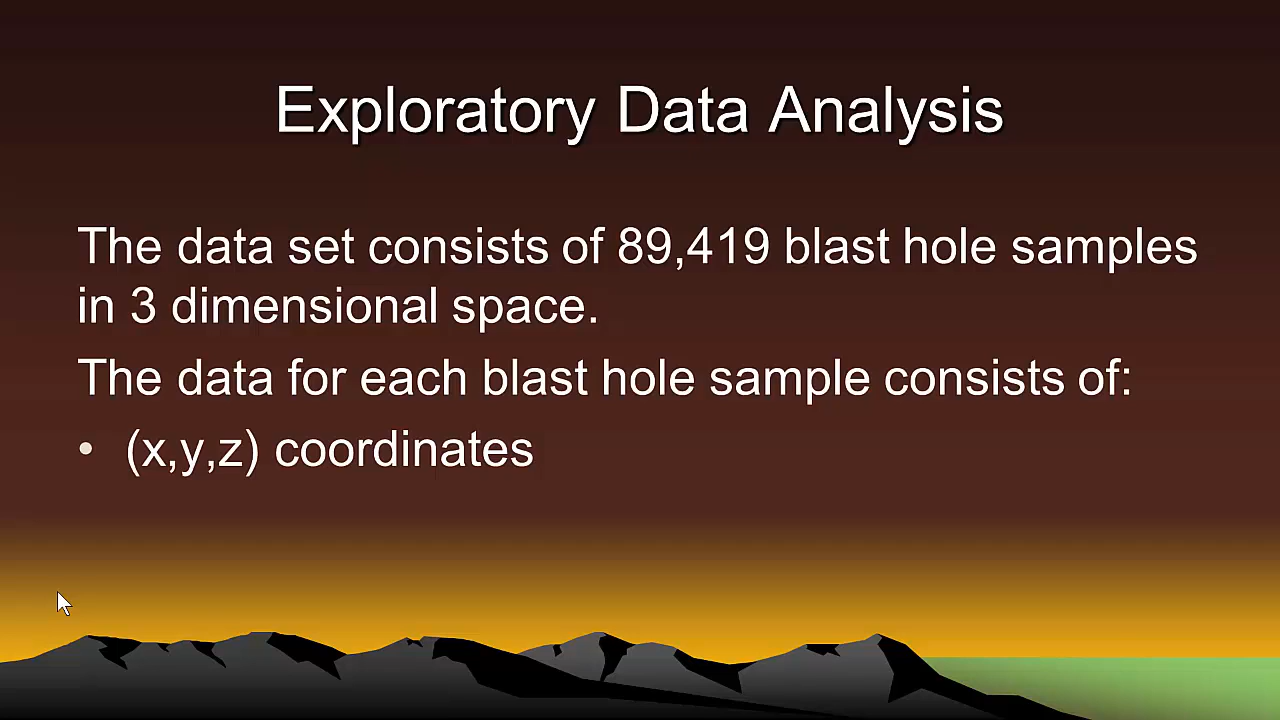 Exploratory Data Analysis
The data set consists of 89,419 blast hole samples
in 3 dimensional space.
The data for each blast hole sample consists of:
• (x,y,z) coordinates